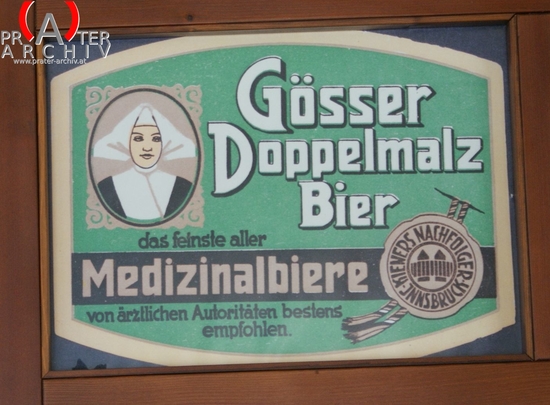 PRATER
ARCHIV
www.prater-archiv.at
Gösser
Doppelmalz
Bier
das feinste aller
Medizinalbiere
von ärztlichen Autoritäten bestens
empfohlen.
NACHFOLGER
INNSBRUCK